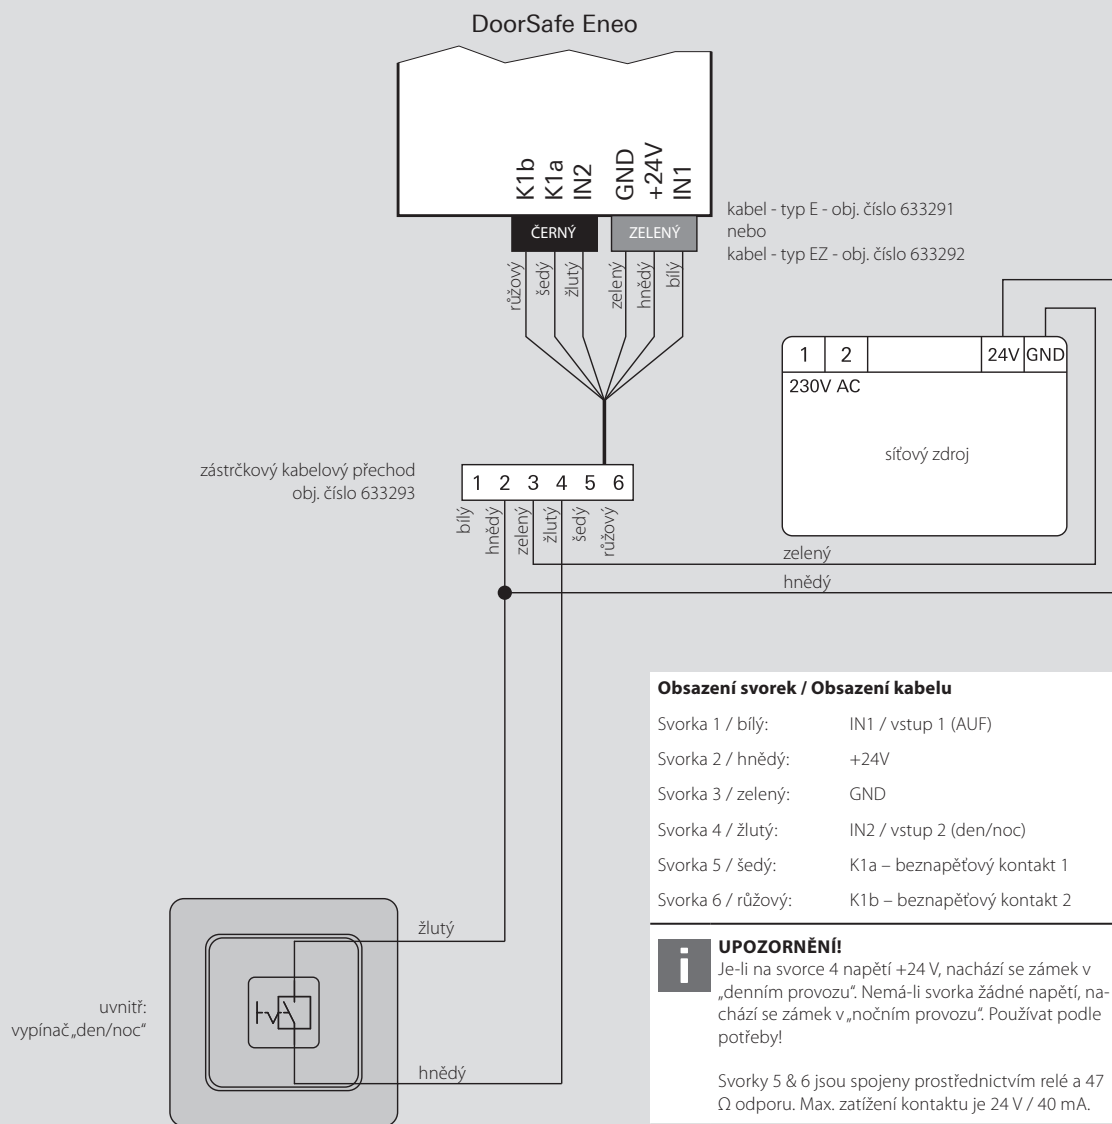 DoorSafe Eneo
K1b
K1a
IN2
GND
+24V
IN1
ČERNÝ
ZELENÝ
růžový
šedý
žlutý
zelený
hnědý
bílý
kabel - typ E - obj. číslo 633291
nebo
kabel - typ EZ - obj. číslo 633292
1 2 24V GND
230V AC
síťový zdroj
zástrčkový kabelový přechod
obj. číslo 633293
1 2 3 4 5 6
bílý
hnědý
zelený
žlutý
šedý
růžový
zelený
hnědý
Obsazení svorek / Obsazení kabelu
Svorka 1 / bílý: IN1 / vstup 1 (AUF)
Svorka 2 / hnědý: +24V
Svorka 3 / zelený: GND
Svorka 4 / žlutý: IN2 / vstup 2 (den/noc)
Svorka 5 / šedý: K1a – beznapěťový kontakt 1
Svorka 6 / růžový: K1b – beznapěťový kontakt 2
i
UPOZORNĚNÍ!
Je-li na svorce 4 napětí +24 V, nachází se zámek v
„denním provozu“. Nemá-li svorka žádné napětí, na-
chází se zámek v „nočním provozu“. Používat podle
potřeby!
Svorky 5 & 6 jsou spojeny prostřednictvím relé a 47
Ω odporu. Max. zatížení kontaktu je 24 V / 40 mA.
žlutý
uvnitř:
vypínač „den/noc“
hnědý